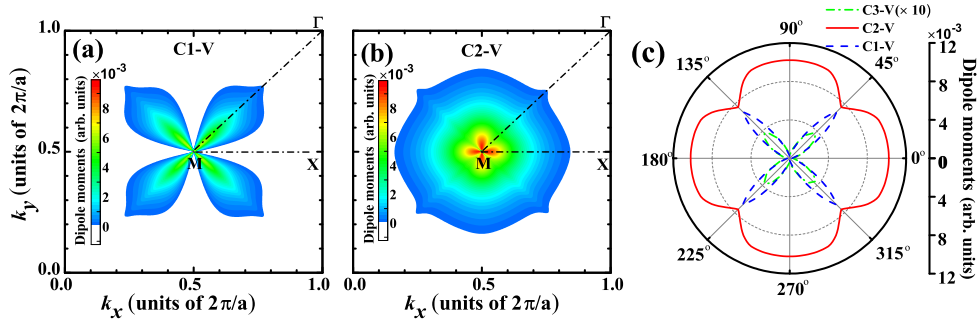 (a)
C1-V
Γ
M
X
k_y (units of 2π/a)
1.0
0.5
0.0
0.0
0.5
1.0
k_x (units of 2π/a)
Dipole moments (arb. units)
×10⁻³
8
6
4
2
0
(b)
C2-V
Γ
M
X
0.0
0.5
1.0
k_x (units of 2π/a)
Dipole moments (arb. units)
×10⁻³
8
6
4
2
0
(c)
C3-V(× 10)
C2-V
C1-V
90°
45°
0°
315°
270°
225°
180°
135°
×10⁻³
12
8
4
0
4
8
12
Dipole moments (arb. units)